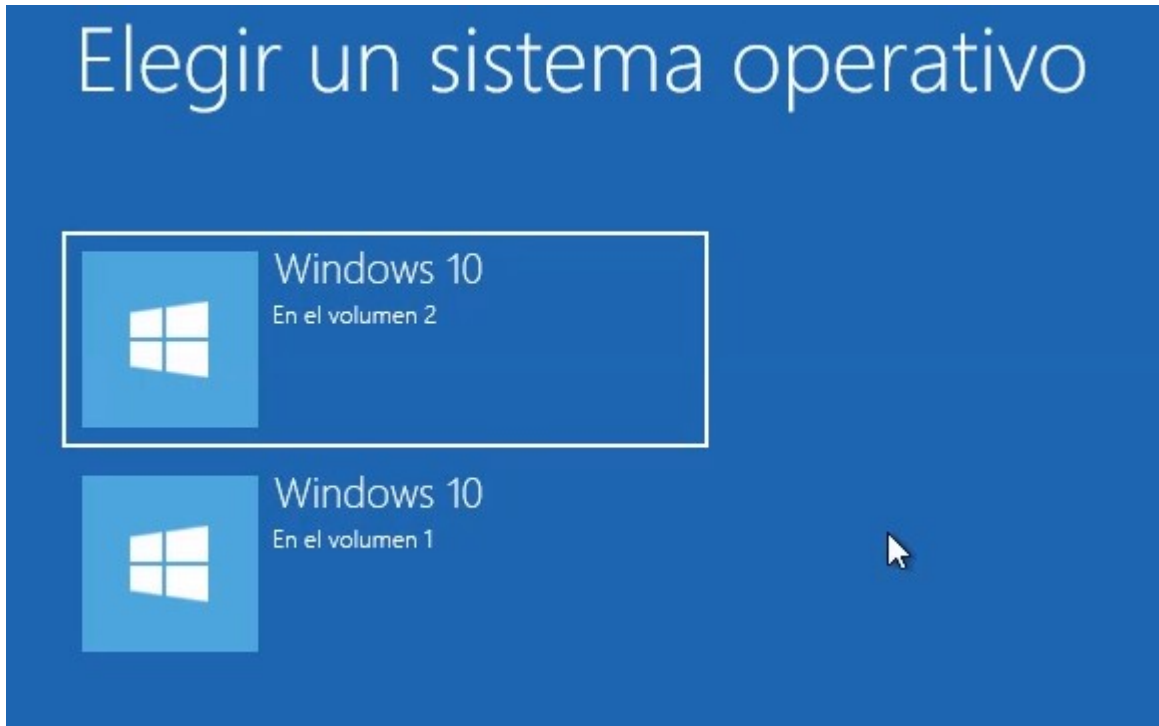 Elegir un sistema operativo
Windows 10
En el volumen 2
Windows 10
En el volumen 1